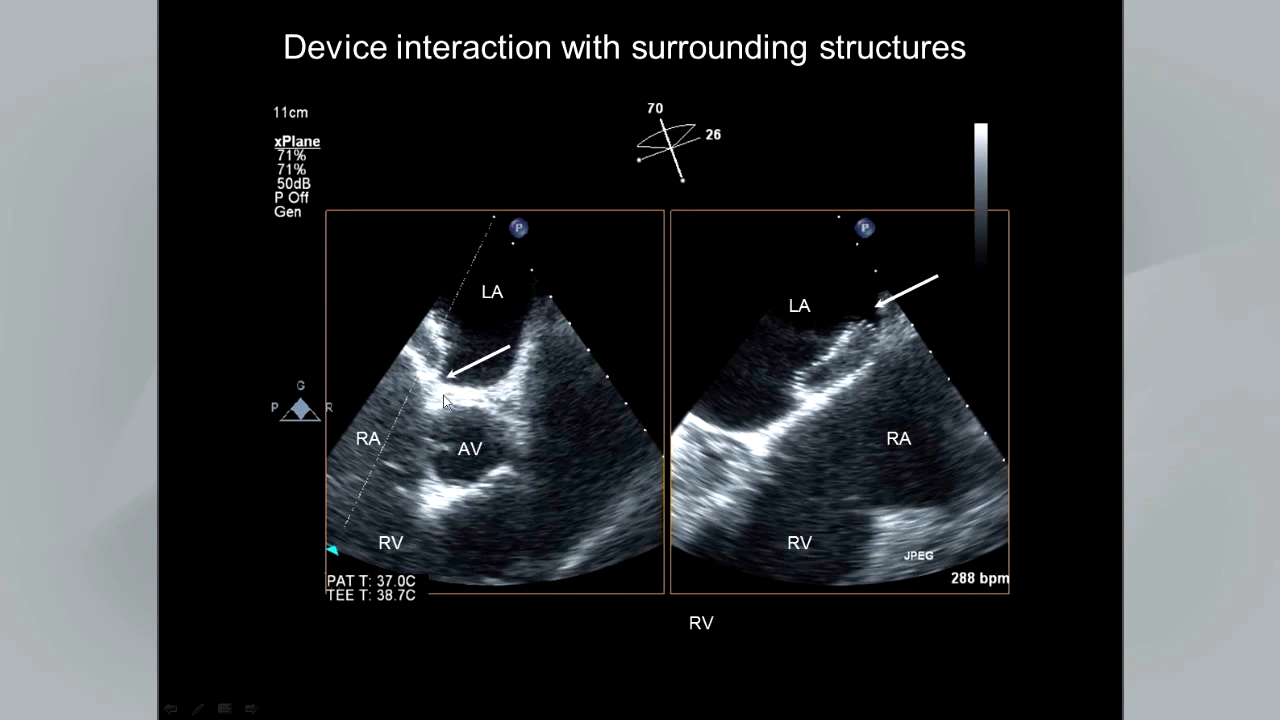 Device interaction with surrounding structures
11cm
xPlane
71%
71%
50dB
P Off
Gen
70
26
P
P
LA
LA
G
P R
RA
AV
RA
RV
RV
JPEG
PAT T: 37.0C
TEE T: 38.7C
288 bpm
RV